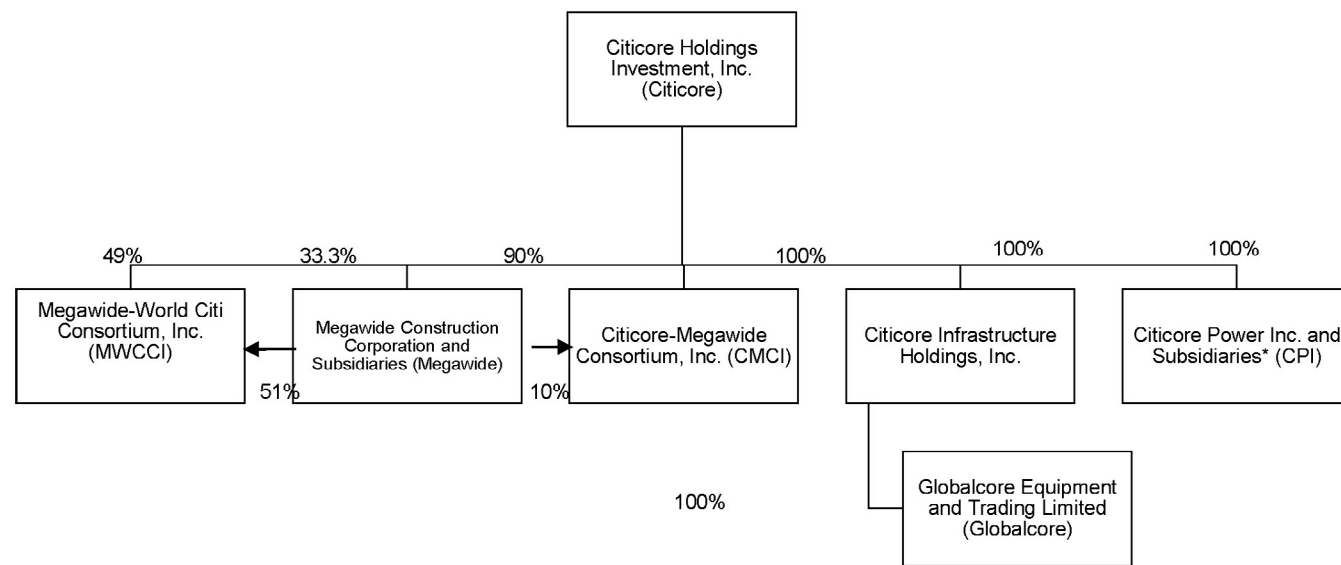 Citicore Holdings
Investment, Inc.
(Citicore)
49%
33.3%
90%
100%
100%
100%
Megawide-World Citi
Consortium, Inc.
(MWCCI)
Megawide Construction
Corporation and
Subsidiaries (Megawide)
Citicore-Megawide
Consortium, Inc. (CMCI)
Citicore Infrastructure
Holdings, Inc.
Citicore Power Inc. and
Subsidiaries* (CPI)
51%
10%
100%
Globalcore Equipment
and Trading Limited
(Globalcore)